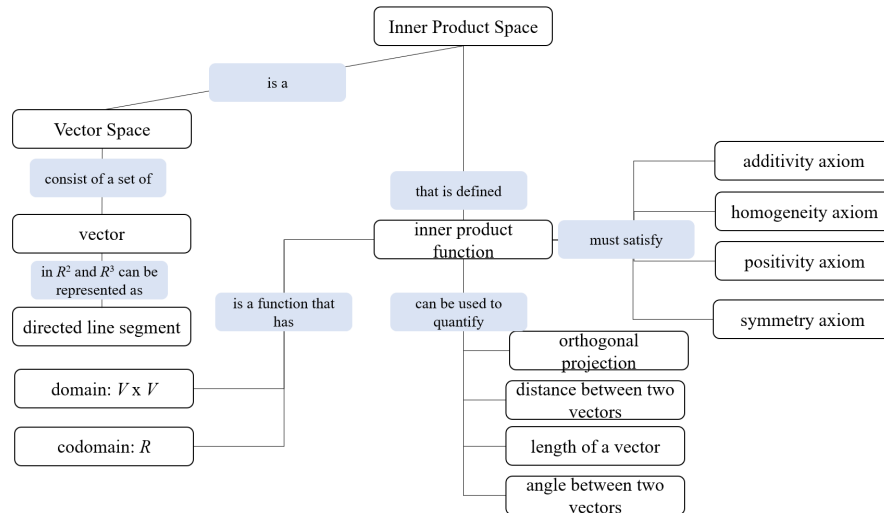 Inner Product Space
is a
Vector Space
consist of a set of
vector
in R² and R³ can be
represented as
directed line segment
domain: V x V
codomain: R
is a function that
has
that is defined
inner product
function
can be used to
quantify
orthogonal
projection
distance between two
vectors
length of a vector
angle between two
vectors
must satisfy
additivity axiom
homogeneity axiom
positivity axiom
symmetry axiom